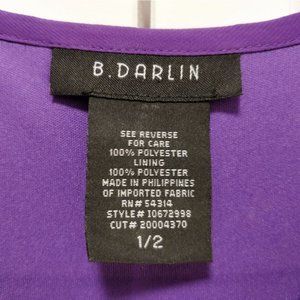 B.DARLIN
SEE REVERSE
FOR CARE
100% POLYESTER
LINING
100% POLYESTER
MADE IN PHILIPPINES
OF IMPORTED FABRIC
RN# 54314
STYLE# I0672998
CUT# 20004370
1/2